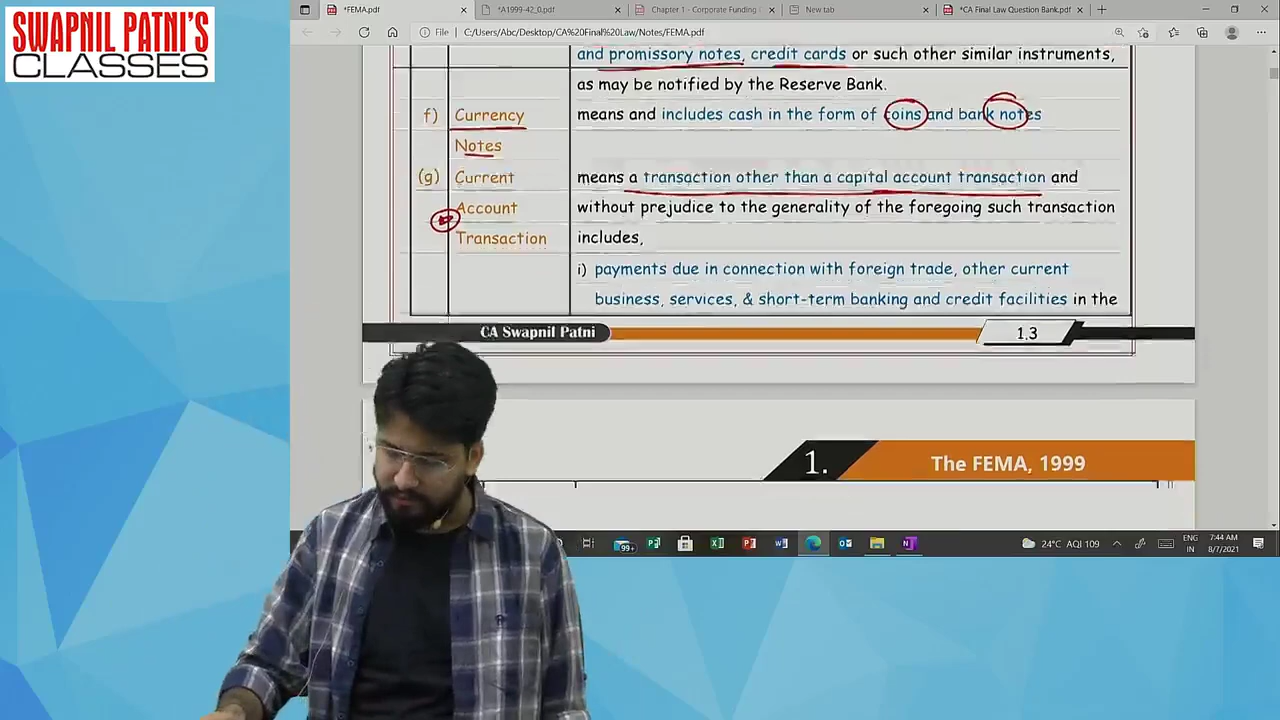 SWAPNIL PATNI'S
CLASSES
*FEMA.pdf
*A1999-42_0.pdf
Chapter 1 - Corporate Funding
New tab
*CA Final Law Question Bank.pdf
File
C:/Users/Abc/Desktop/CA%20Final%20Law/Notes/FEMA.pdf
and promissory notes, credit cards or such other similar instruments,
as may be notified by the Reserve Bank.
f) Currency means and includes cash in the form of coins and bank notes
Notes
(g) Current means a transaction other than a capital account transaction and
Account without prejudice to the generality of the foregoing such transaction
Transaction includes,
i) payments due in connection with foreign trade, other current
business, services, & short-term banking and credit facilities in the
CA Swapnil Patni
1.3
1.
The FEMA, 1999
99+
24°C AQI 109
ENG
IN
7:44 AM
8/7/2021